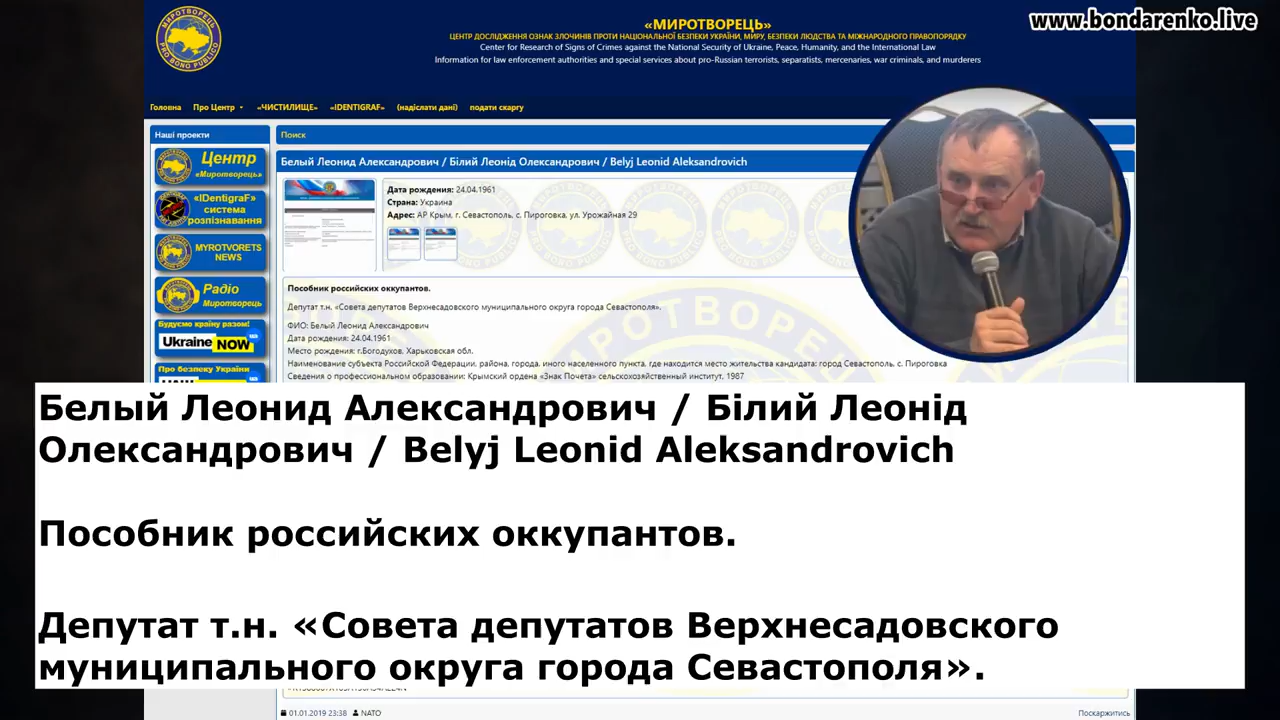 www.bondarenko.live
«МИРОТВОРЕЦЬ»
ЦЕНТР ДОСЛІДЖЕННЯ ОЗНАК ЗЛОЧИНІВ ПРОТИ НАЦІОНАЛЬНОЇ БЕЗПЕКИ УКРАЇНИ, МИРУ, БЕЗПЕКИ ЛЮДСТВА ТА МІЖНАРОДНОГО ПРАВОПОРЯДКУ
Center for Research of Signs of Crimes against the National Security of Ukraine, Peace, Humanity, and the International Law
Information for law enforcement authorities and special services about pro-Russian terrorists, separatists, mercenaries, war criminals, and murderers
МИРОТВОРЕЦЬ
PRO BONO PUBLICO
Головна Про Центр «ЧИСТИЛИЩЕ» «IDENTIGRAF» (надіслати дані) подати скаргу
Наші проекти
Центр
«Миротворець»
«IDentigraF»
система
розпізнавання
MYROTVORETS
NEWS
Радіо
Миротворець
Будуємо країну разом!
Ukraine NOW
Про безпеку України
Поиск
Белый Леонид Александрович / Білий Леонід Олександрович / Belyj Leonid Aleksandrovich
Дата рождения: 24.04.1961
Страна: Украина
Адрес: АР Крым, г. Севастополь, с. Пироговка, ул. Урожайная 29
Пособник российских оккупантов.
Депутат т.н. «Совета депутатов Верхнесадовского муниципального округа города Севастополя».
ФИО: Белый Леонид Александрович
Дата рождения: 24.04.1961
Место рождения: г.Богодухов, Харьковская обл.
Наименование субъекта Российской Федерации, района, города, иного населенного пункта, где находится место жительства кандидата: город Севастополь, с. Пироговка
Сведения о профессиональном образовании: Крымский ордена «Знак Почета» сельскохозяйственный институт, 1987
Белый Леонид Александрович / Білий Леонід
Олександрович / Belyj Leonid Aleksandrovich
Пособник российских оккупантов.
Депутат т.н. «Совета депутатов Верхнесадовского
муниципального округа города Севастополя».
01.01.2019 23:38 NATO
Поскаржитись